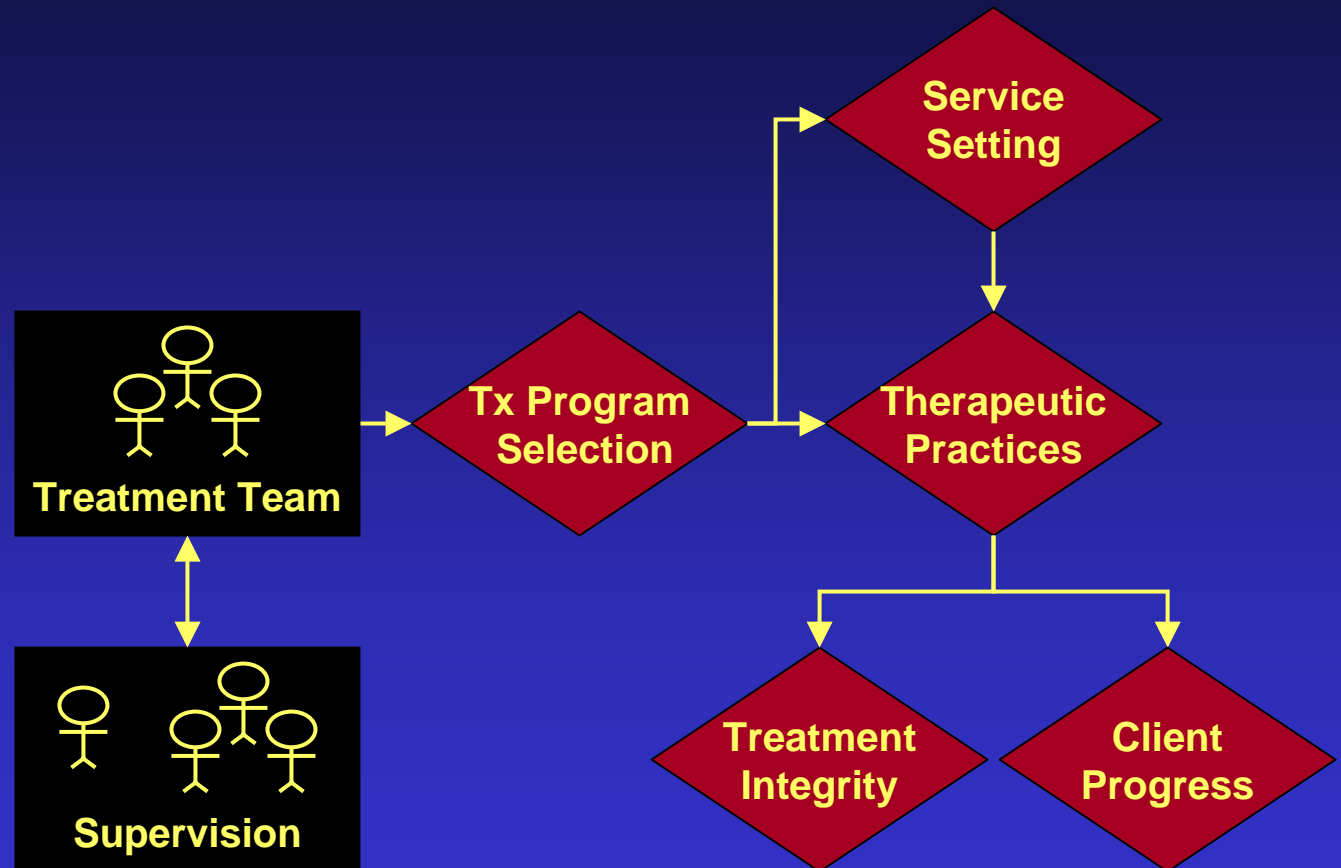 Service
Setting
Tx Program
Selection
Therapeutic
Practices
Treatment Team
Treatment
Integrity
Client
Progress
Supervision